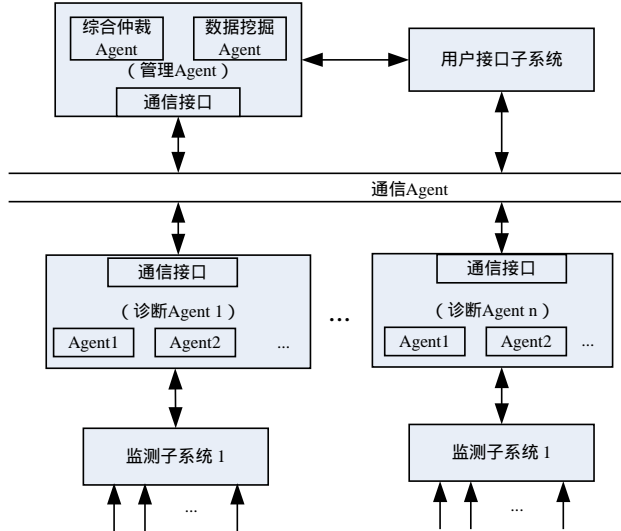 综合仲裁
Agent
数据挖掘
Agent
（管理Agent）
通信接口
用户接口子系统
通信Agent
通信接口
（诊断Agent 1）
Agent1
Agent2
...
...
通信接口
（诊断Agent n）
Agent1
Agent2
...
监测子系统 1
...
监测子系统 1
...